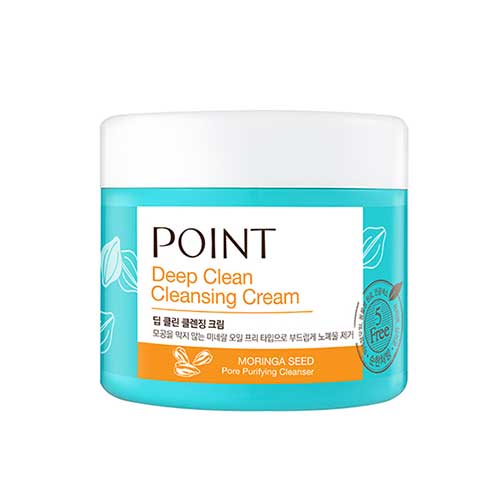 POINT
Deep Clean
Cleansing Cream
딥 클린 클렌징 크림
모공을 막지 않는 미네랄 오일 프리 타입으로 부드럽게 노폐물 제거
MORINGA SEED
Pore Purifying Cleanser
5
Free